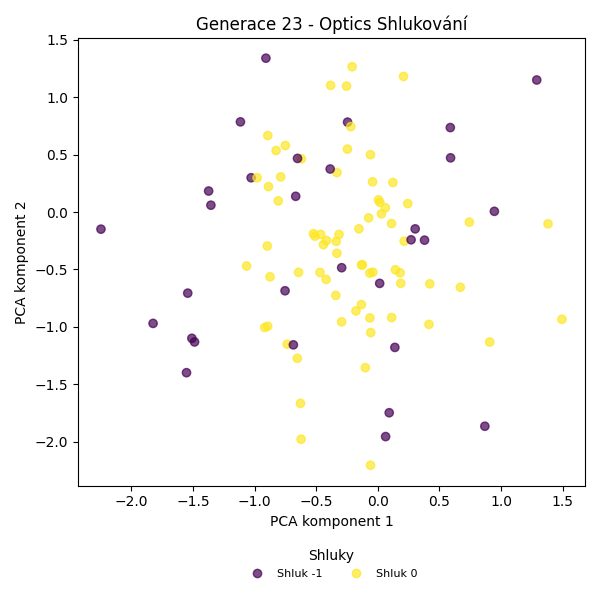 Generace 23 - Optics Shlukování
1.5
1.0
0.5
0.0
−0.5
−1.0
−1.5
−2.0
PCA komponent 2
−2.0 −1.5 −1.0 −0.5 0.0 0.5 1.0 1.5
PCA komponent 1
Shluky
Shluk -1 Shluk 0